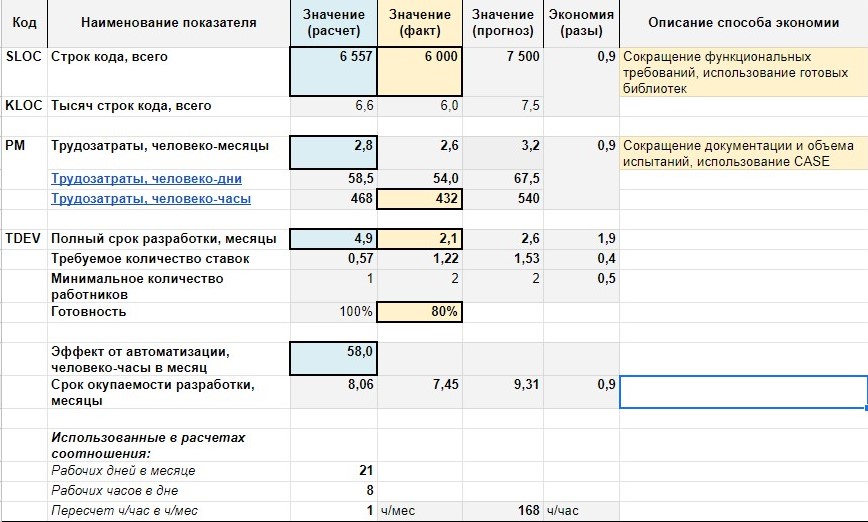 Код Наименование показателя Значение (расчет) Значение (факт) Значение (прогноз) Экономия (разы) Описание способа экономии
SLOC Строк кода, всего 6 557 6 000 7 500 0,9 Сокращение функциональных
требований, использование готовых
библиотек
KLOC Тысяч строк кода, всего 6,6 6,0 7,5
PM Трудозатраты, человеко-месяцы 2,8 2,6 3,2 0,9 Сокращение документации и объема
испытаний, использование CASE
Трудозатраты, человеко-дни 58,5 54,0 67,5
Трудозатраты, человеко-часы 468 432 540
TDEV Полный срок разработки, месяцы 4,9 2,1 2,6 1,9
Требуемое количество ставок 0,57 1,22 1,53 0,4
Минимальное количество 1 2 2 0,5
работников
Готовность 100% 80%
Эффект от автоматизации, 58,0
человеко-часы в месяц
Срок окупаемости разработки, 8,06 7,45 9,31 0,9
месяцы
Использованные в расчетах
соотношения:
Рабочих дней в месяце 21
Рабочих часов в дне 8
Пересчет ч/час в ч/мес 1 ч/мес 168 ч/час